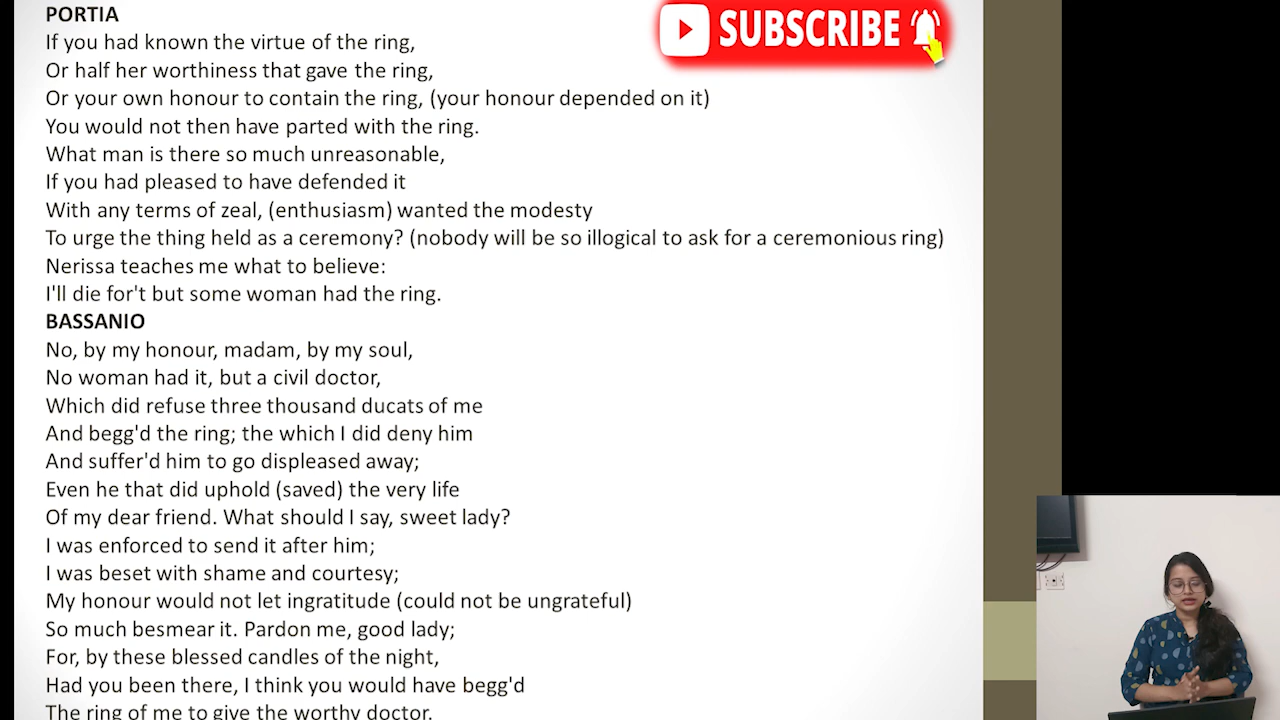 PORTIA
If you had known the virtue of the ring,
Or half her worthiness that gave the ring,
Or your own honour to contain the ring, (your honour depended on it)
You would not then have parted with the ring.
What man is there so much unreasonable,
If you had pleased to have defended it
With any terms of zeal, (enthusiasm) wanted the modesty
To urge the thing held as a ceremony? (nobody will be so illogical to ask for a ceremonious ring)
Nerissa teaches me what to believe:
I'll die for't but some woman had the ring.
BASSANIO
No, by my honour, madam, by my soul,
No woman had it, but a civil doctor,
Which did refuse three thousand ducats of me
And begg'd the ring; the which I did deny him
And suffer'd him to go displeased away;
Even he that did uphold (saved) the very life
Of my dear friend. What should I say, sweet lady?
I was enforced to send it after him;
I was beset with shame and courtesy;
My honour would not let ingratitude (could not be ungrateful)
So much besmear it. Pardon me, good lady;
For, by these blessed candles of the night,
Had you been there, I think you would have begg'd
The ring of me to give the worthy doctor.
SUBSCRIBE